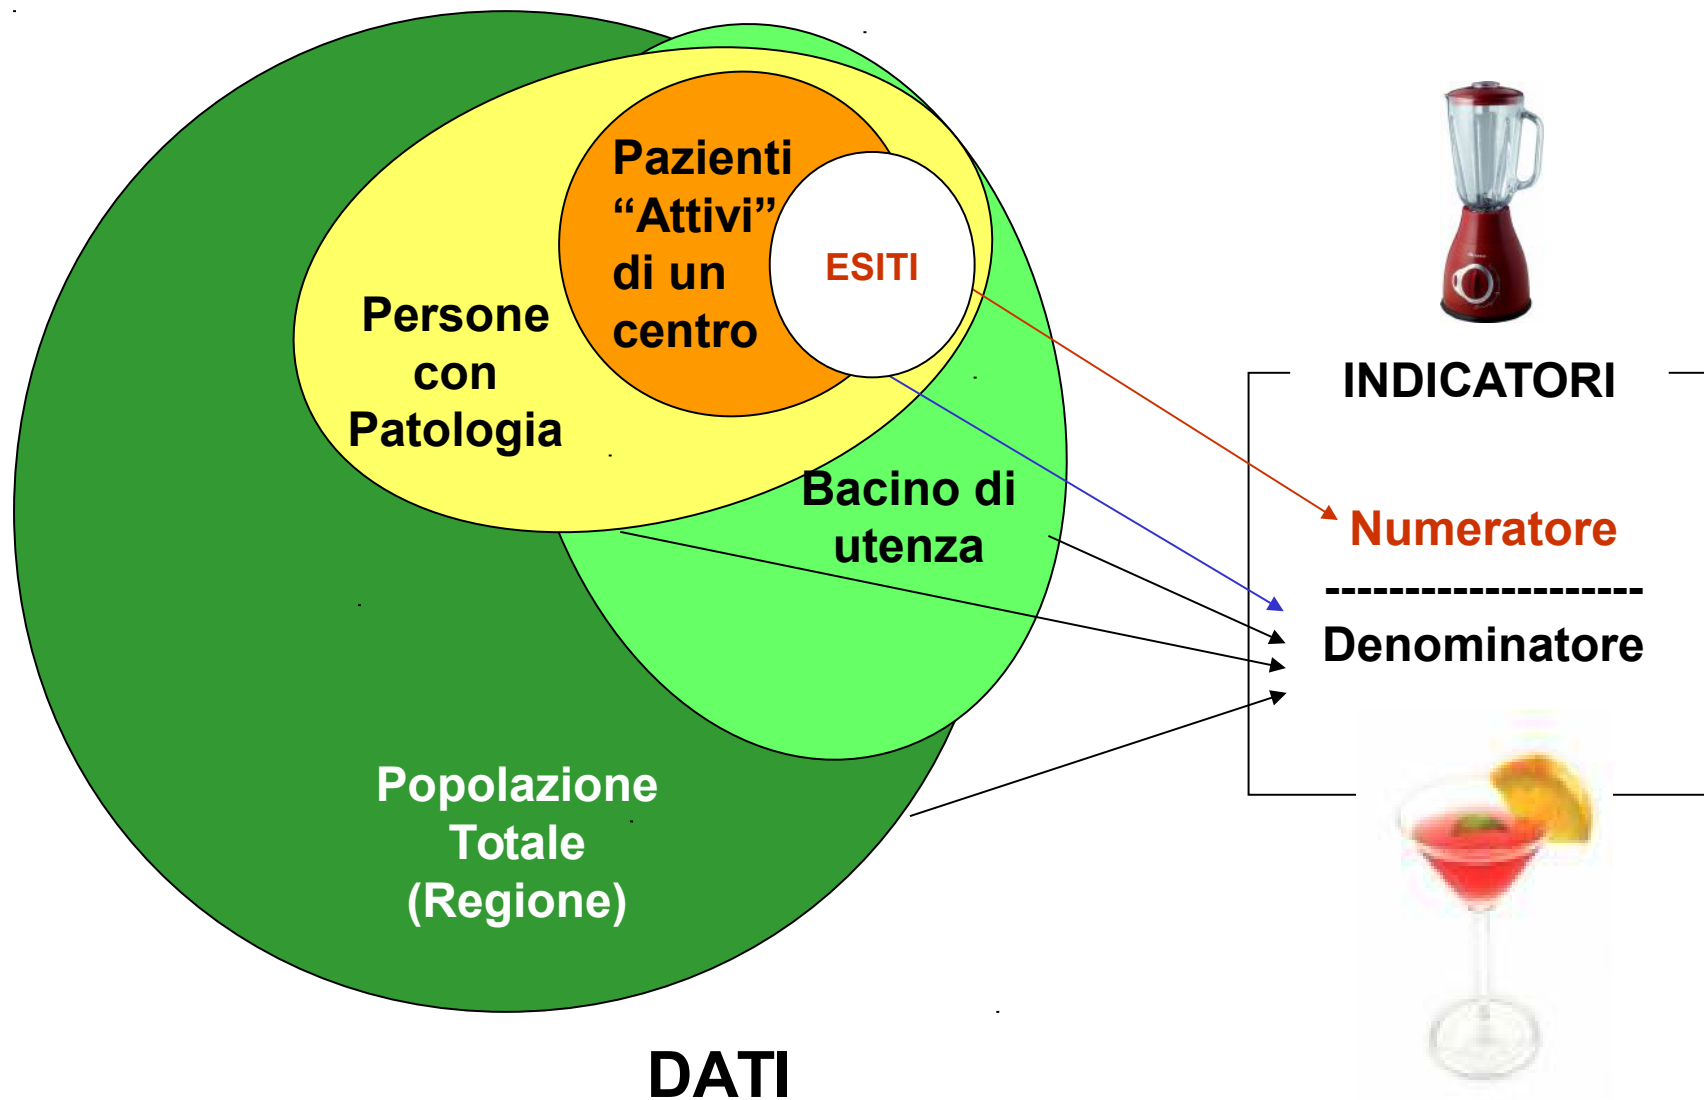 Pazienti
“Attivi”
di un
centro
ESITI
Persone
con
Patologia
Bacino di
utenza
Popolazione
Totale
(Regione)
DATI
INDICATORI
Numeratore
--------------------
Denominatore